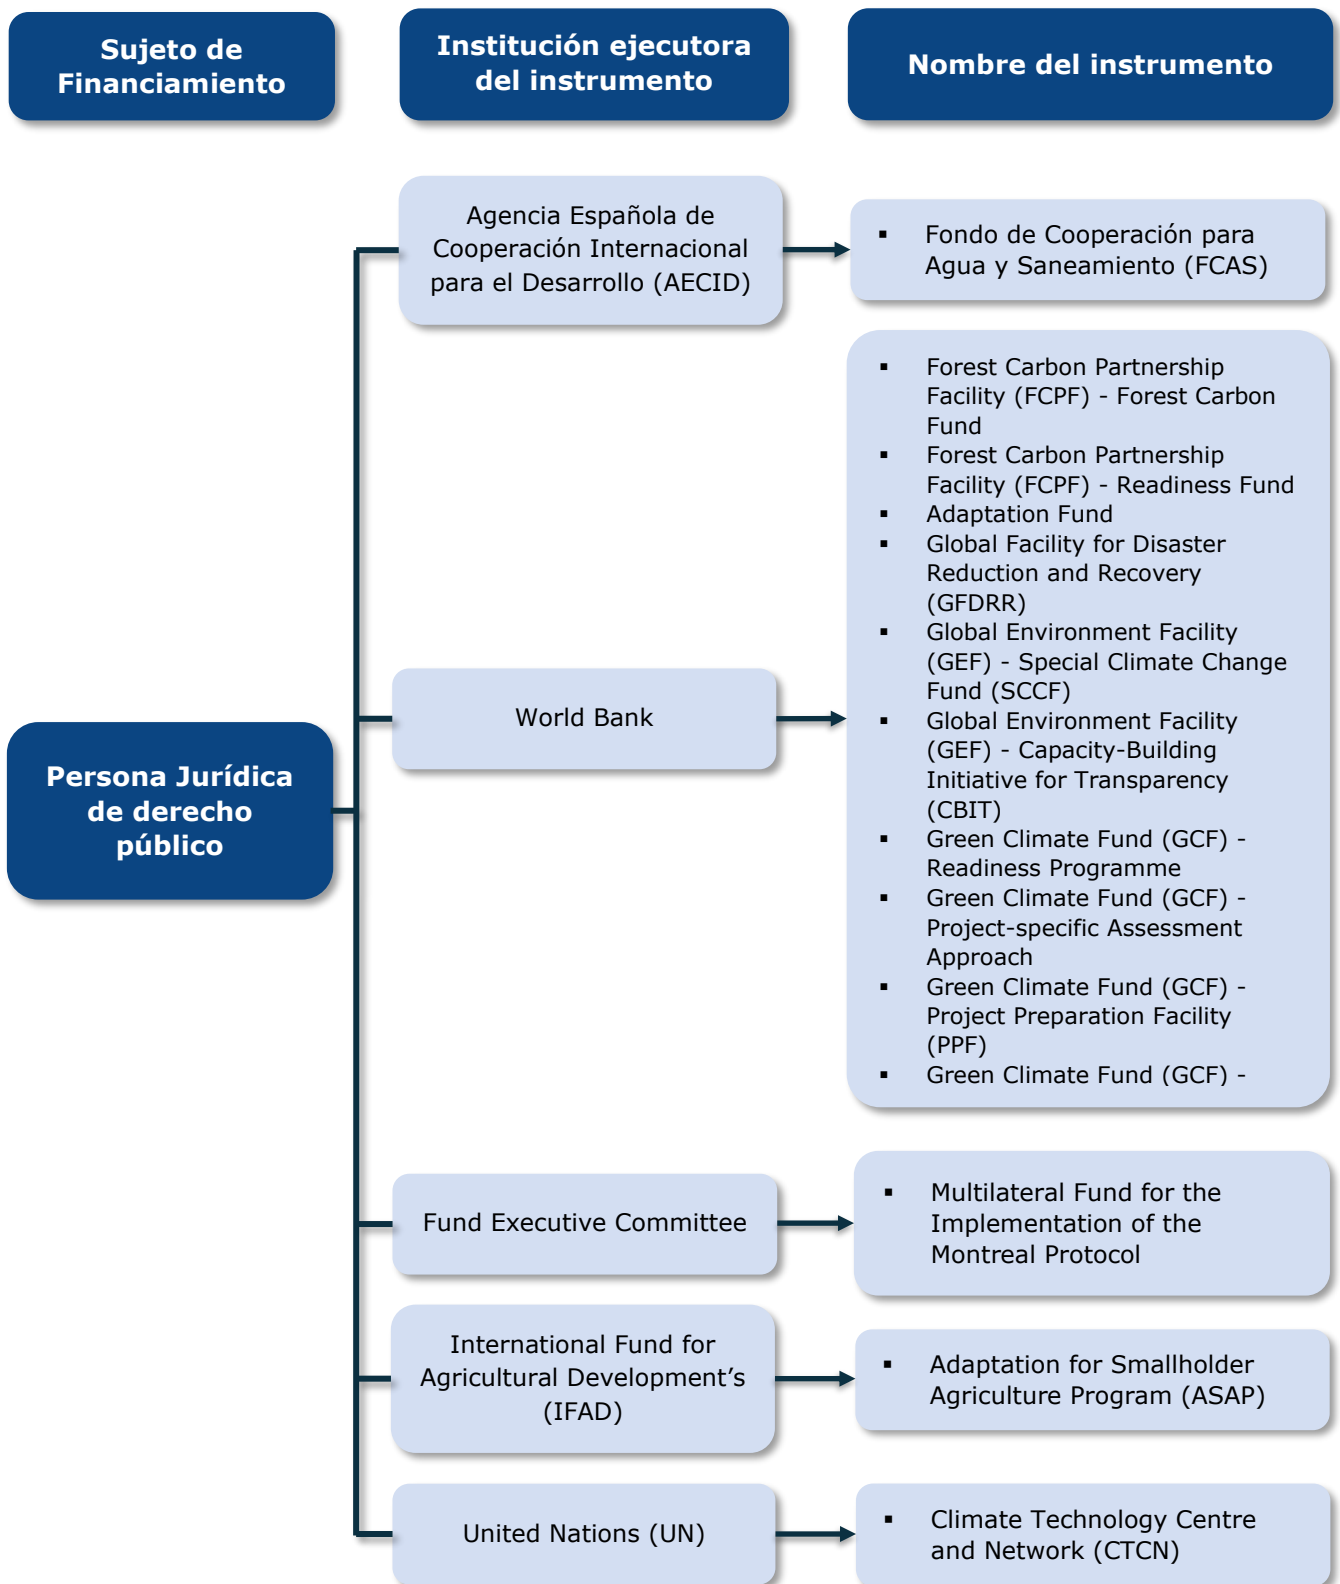 Sujeto de
Financiamiento
Institución ejecutora
del instrumento
Nombre del instrumento
Persona Jurídica
de derecho
público
Agencia Española de
Cooperación Internacional
para el Desarrollo (AECID)
▪ Fondo de Cooperación para
Agua y Saneamiento (FCAS)
World Bank
▪ Forest Carbon Partnership
Facility (FCPF) - Forest Carbon
Fund
▪ Forest Carbon Partnership
Facility (FCPF) - Readiness Fund
▪ Adaptation Fund
▪ Global Facility for Disaster
Reduction and Recovery
(GFDRR)
▪ Global Environment Facility
(GEF) - Special Climate Change
Fund (SCCF)
▪ Global Environment Facility
(GEF) - Capacity-Building
Initiative for Transparency
(CBIT)
▪ Green Climate Fund (GCF) -
Readiness Programme
▪ Green Climate Fund (GCF) -
Project-specific Assessment
Approach
▪ Green Climate Fund (GCF) -
Project Preparation Facility
(PPF)
▪ Green Climate Fund (GCF) -
Fund Executive Committee
▪ Multilateral Fund for the
Implementation of the
Montreal Protocol
International Fund for
Agricultural Development’s
(IFAD)
▪ Adaptation for Smallholder
Agriculture Program (ASAP)
United Nations (UN)
▪ Climate Technology Centre
and Network (CTCN)